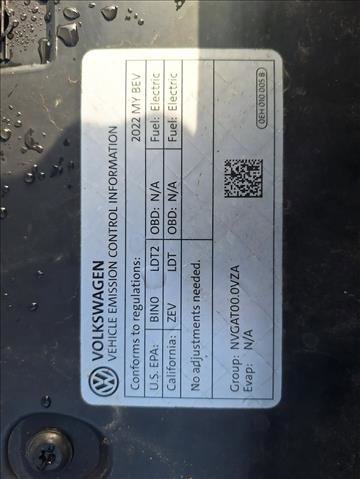 VOLKSWAGEN
VEHICLE EMISSION CONTROL INFORMATION
Conforms to regulations: 2022 MY BEV
U.S. EPA: BIN0 LDT2 OBD: N/A Fuel: Electric
California: ZEV LDT OBD: N/A Fuel: Electric
No adjustments needed.
Group: NVGAT00.0VZA
Evap: N/A
0EH 010 005 B